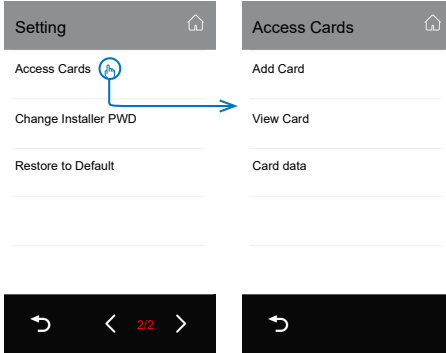 Setting
Access Cards
Change Installer PWD
Restore to Default
2/2
Access Cards
Add Card
View Card
Card data